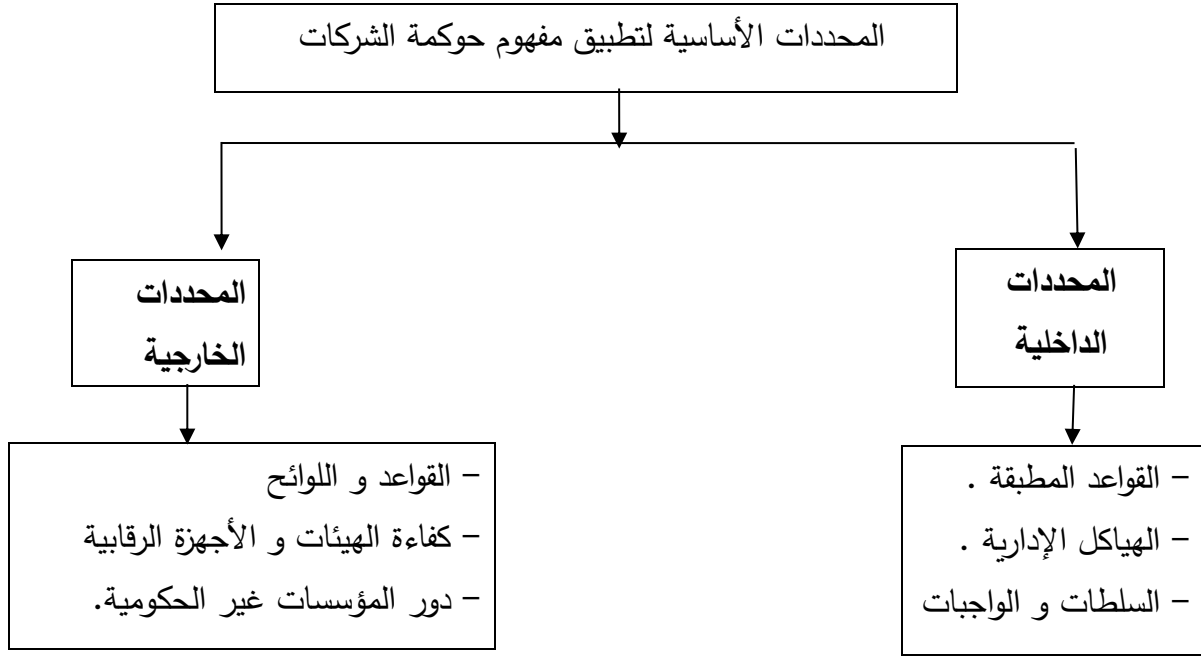 المحددات الأساسية لتطبيق مفهوم حوكمة الشركات
المحددات
الداخلية
– القواعد المطبقة .
– الهياكل الإدارية .
– السلطات و الواجبات
المحددات
الخارجية
– القواعد و اللوائح
– كفاءة الهيئات و الأجهزة الرقابية
– دور المؤسسات غير الحكومية.